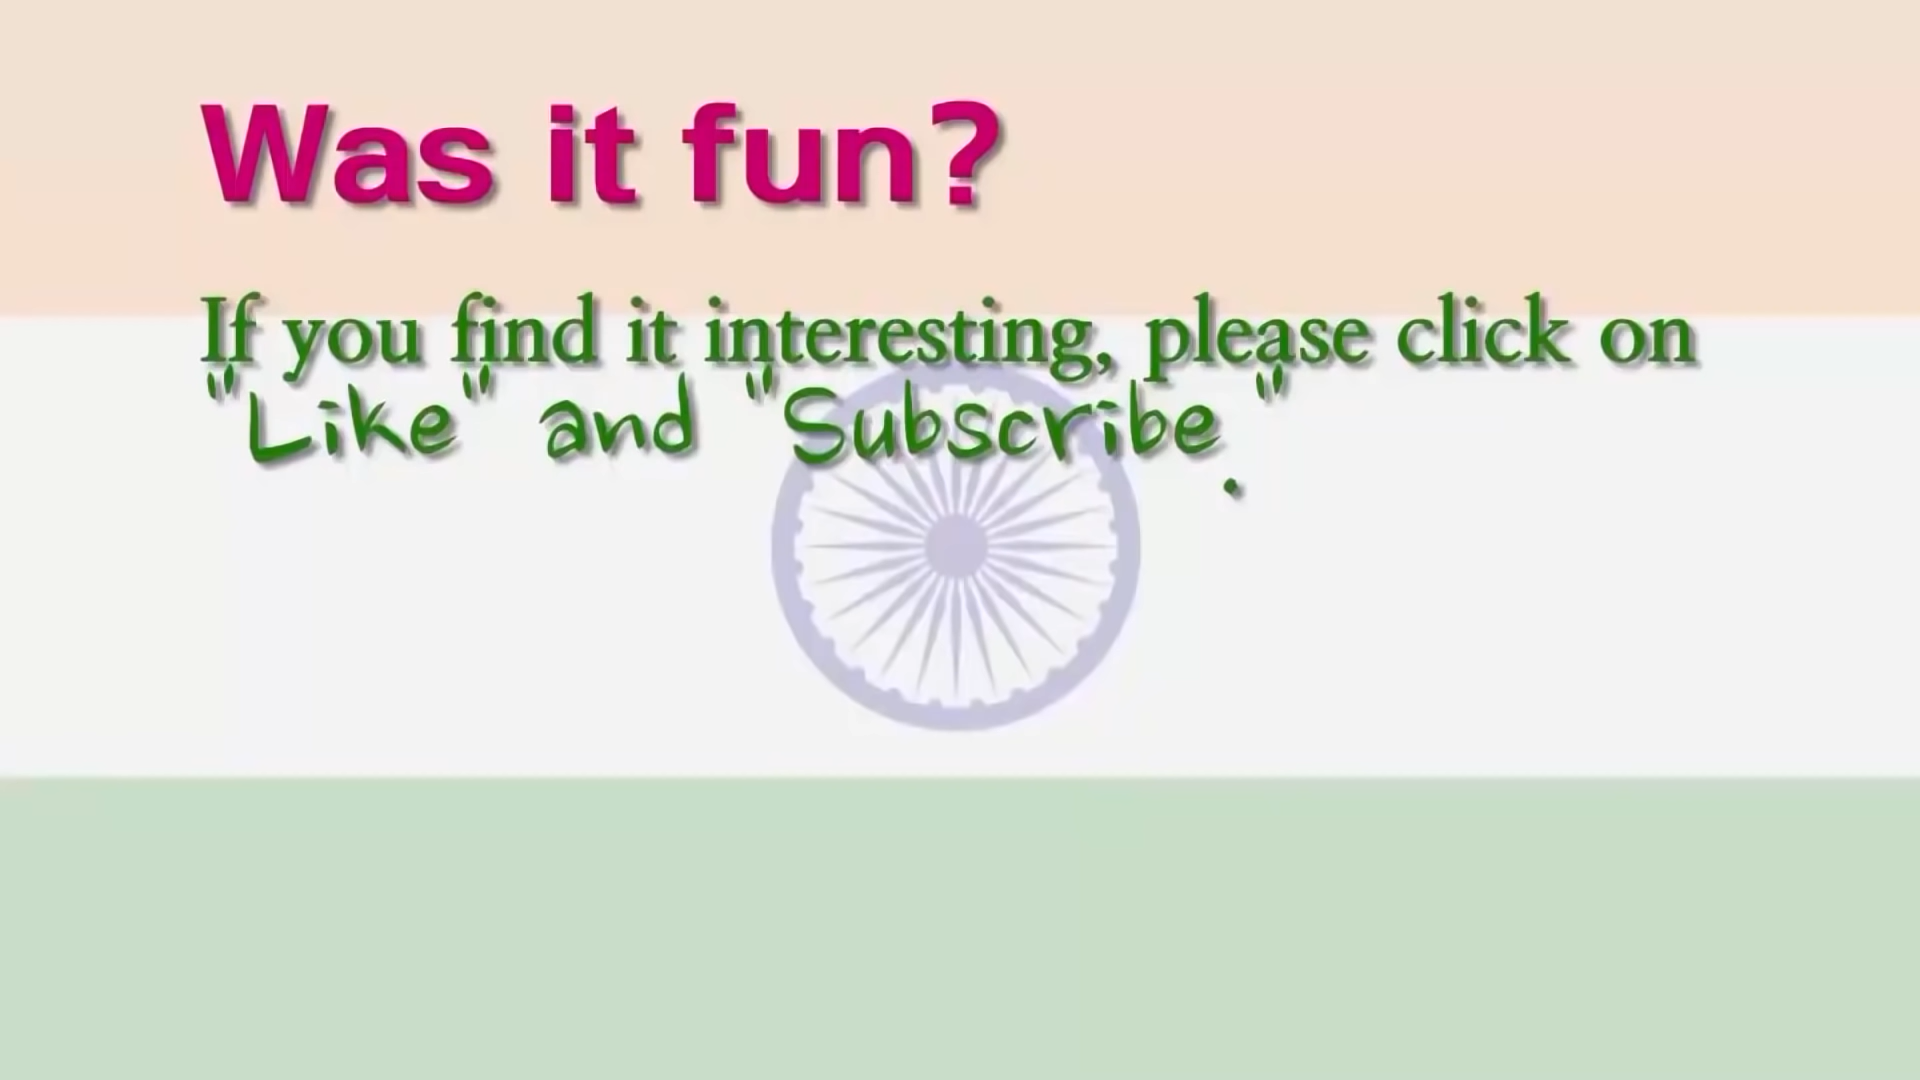 Was it fun?
If you find it interesting, please click on
"Like" and "Subscribe."